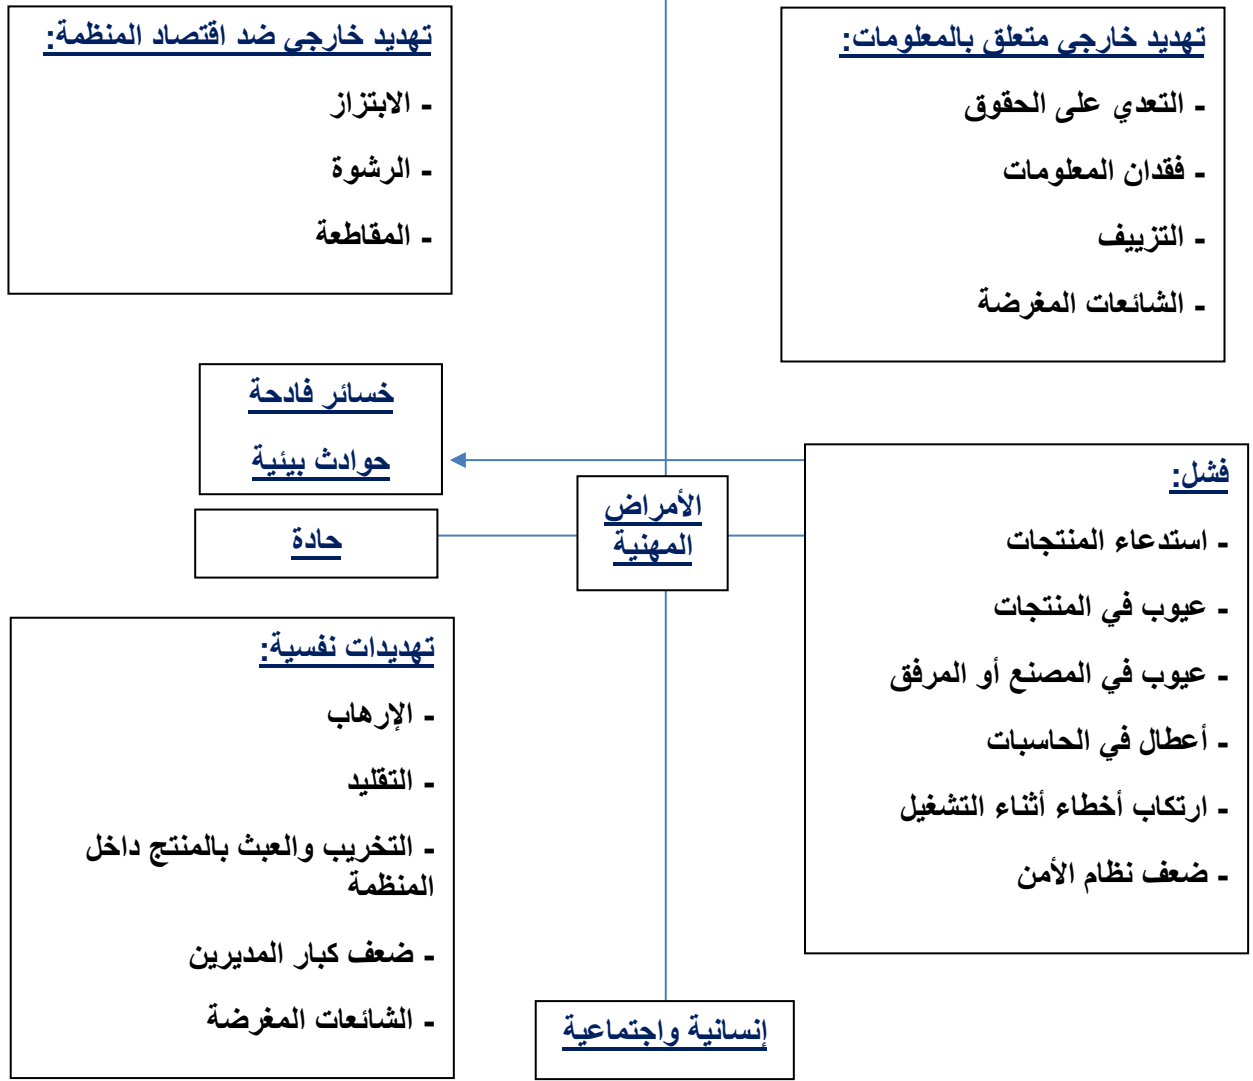 تهديد خارجي متعلق بالمعلومات:
- التعدي على الحقوق
- فقدان المعلومات
- التزييف
- الشائعات المغرضة
تهديد خارجي ضد اقتصاد المنظمة:
- الابتزاز
- الرشوة
- المقاطعة
خسائر فادحة
حوادث بيئية
الأمراض
المهنية
حادة
فشل:
- استدعاء المنتجات
- عيوب في المنتجات
- عيوب في المصنع أو المرفق
- أعطال في الحاسبات
- ارتكاب أخطاء أثناء التشغيل
- ضعف نظام الأمن
تهديدات نفسية:
- الإرهاب
- التقليد
- التخريب والعبث بالمنتج داخل
المنظمة
- ضعف كبار المديرين
- الشائعات المغرضة
إنسانية واجتماعية